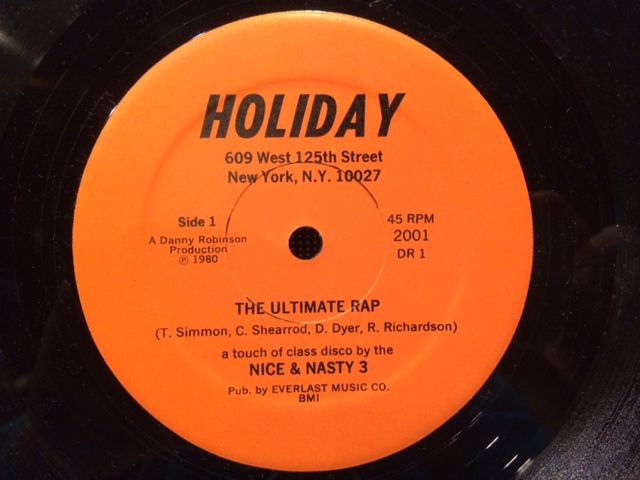 HOLIDAY
609 West 125th Street
New York, N.Y. 10027
Side 1
A Danny Robinson
Production
℗ 1980
45 RPM
2001
DR 1
THE ULTIMATE RAP
(T. Simmon, C. Shearrod, D. Dyer, R. Richardson)
a touch of class disco by the
NICE & NASTY 3
Pub. by EVERLAST MUSIC CO.
BMI